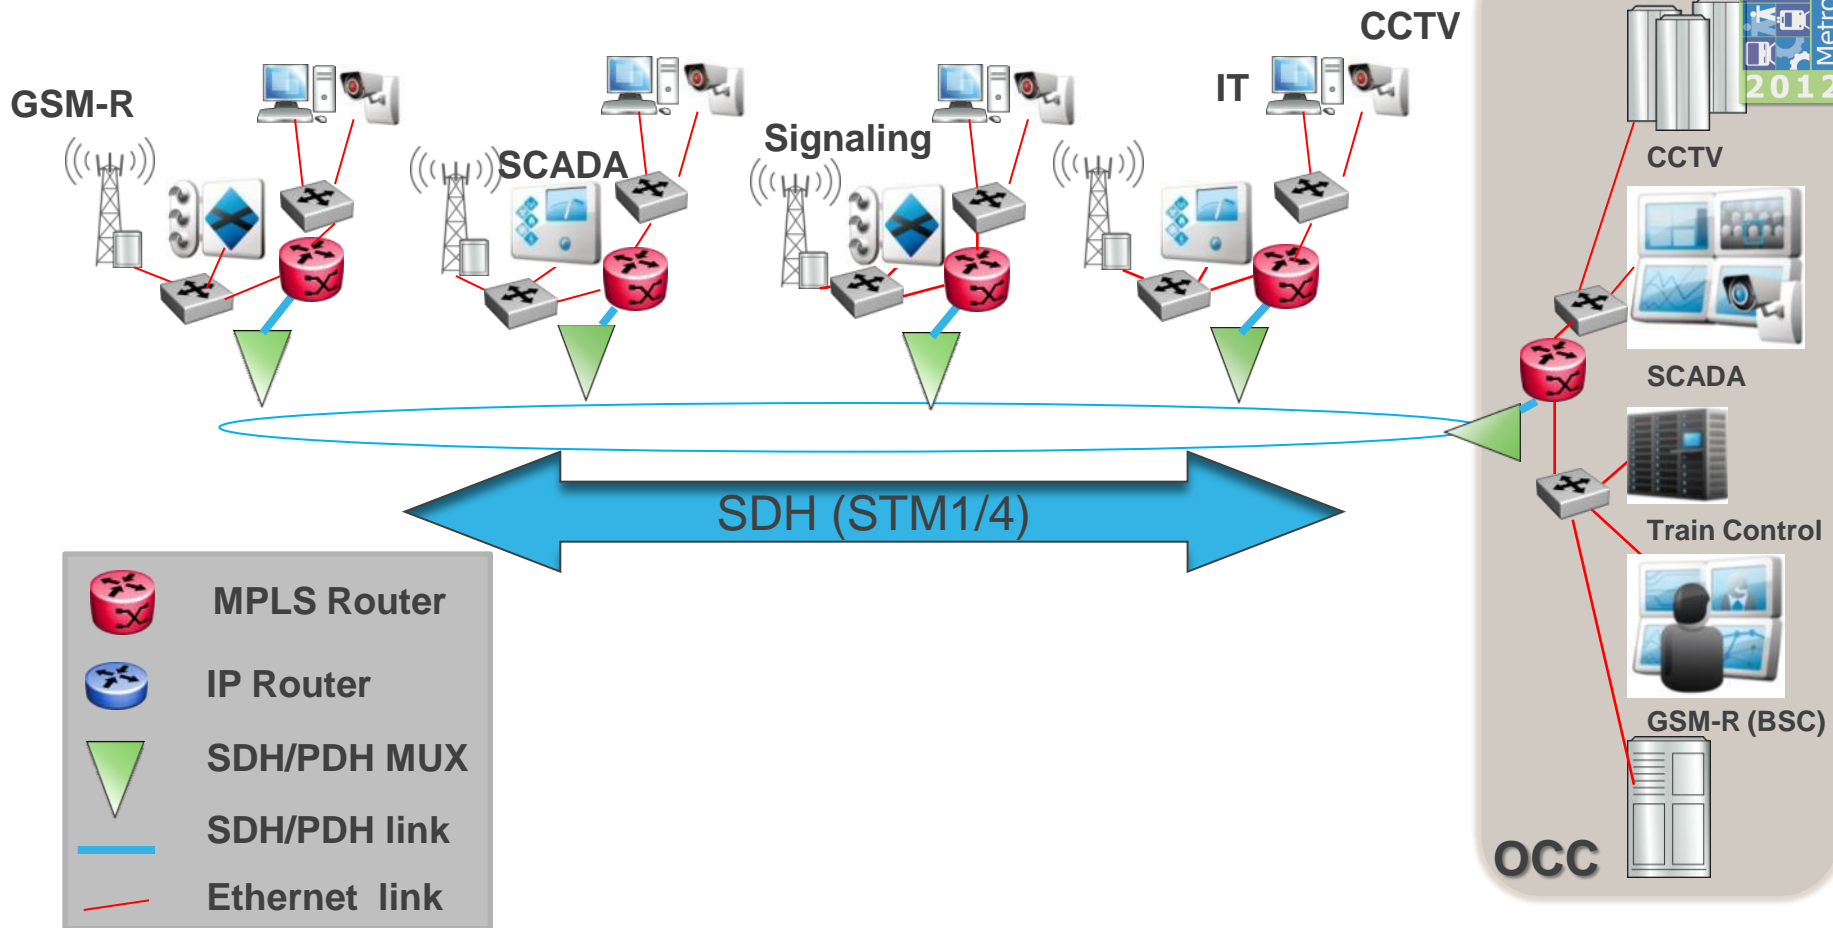 CCTV
GSM-R
IT
Signaling
SCADA
Metro
2012
CCTV
SCADA
SDH (STM1/4)
Train Control
MPLS Router
IP Router
GSM-R (BSC)
SDH/PDH MUX
SDH/PDH link
OCC
Ethernet link